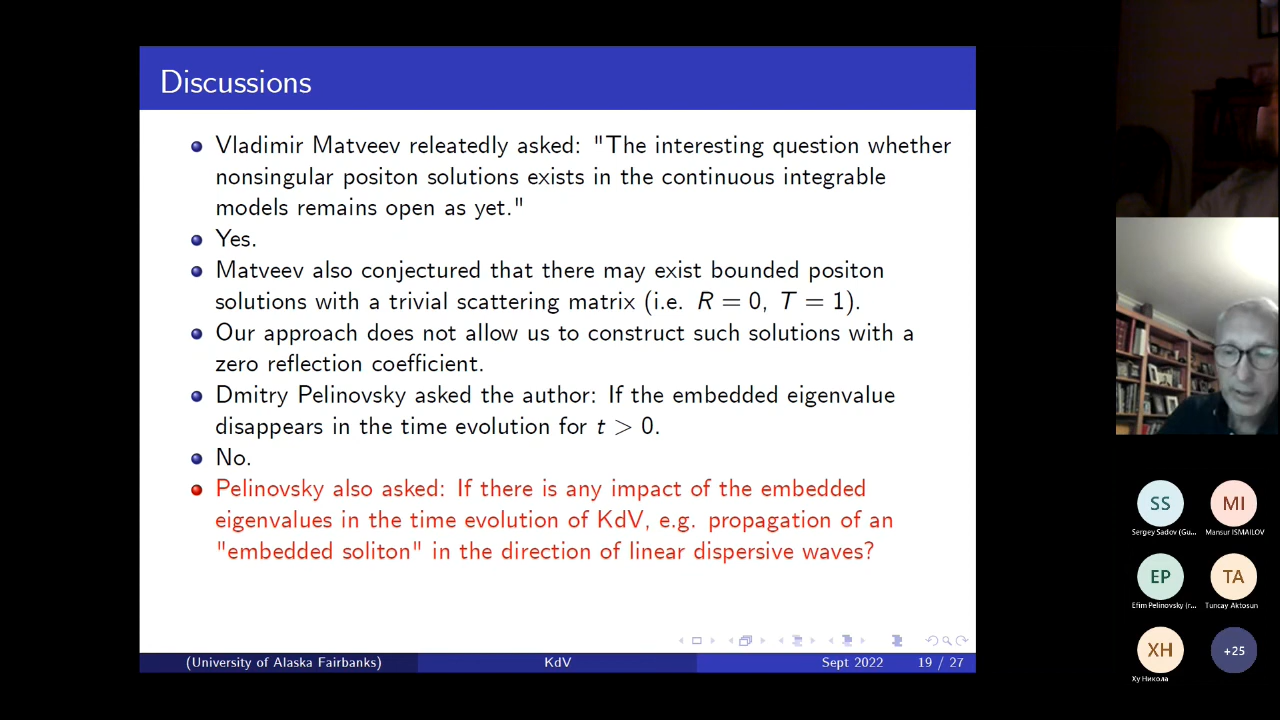 Discussions
Vladimir Matveev releatedly asked: "The interesting question whether
nonsingular positon solutions exists in the continuous integrable
models remains open as yet."
Yes.
Matveev also conjectured that there may exist bounded positon
solutions with a trivial scattering matrix (i.e. R = 0, T = 1).
Our approach does not allow us to construct such solutions with a
zero reflection coefficient.
Dmitry Pelinovsky asked the author: If the embedded eigenvalue
disappears in the time evolution for t > 0.
No.
Pelinovsky also asked: If there is any impact of the embedded
eigenvalues in the time evolution of KdV, e.g. propagation of an
"embedded soliton" in the direction of linear dispersive waves?
(University of Alaska Fairbanks) KdV Sept 2022 19 / 27
SS MI
Sergey Sadov (Gu... Mansur ISMAILOV
EP TA
Efim Pelinovsky (г... Tuncay Aktosun
XH +25
Ху Никола